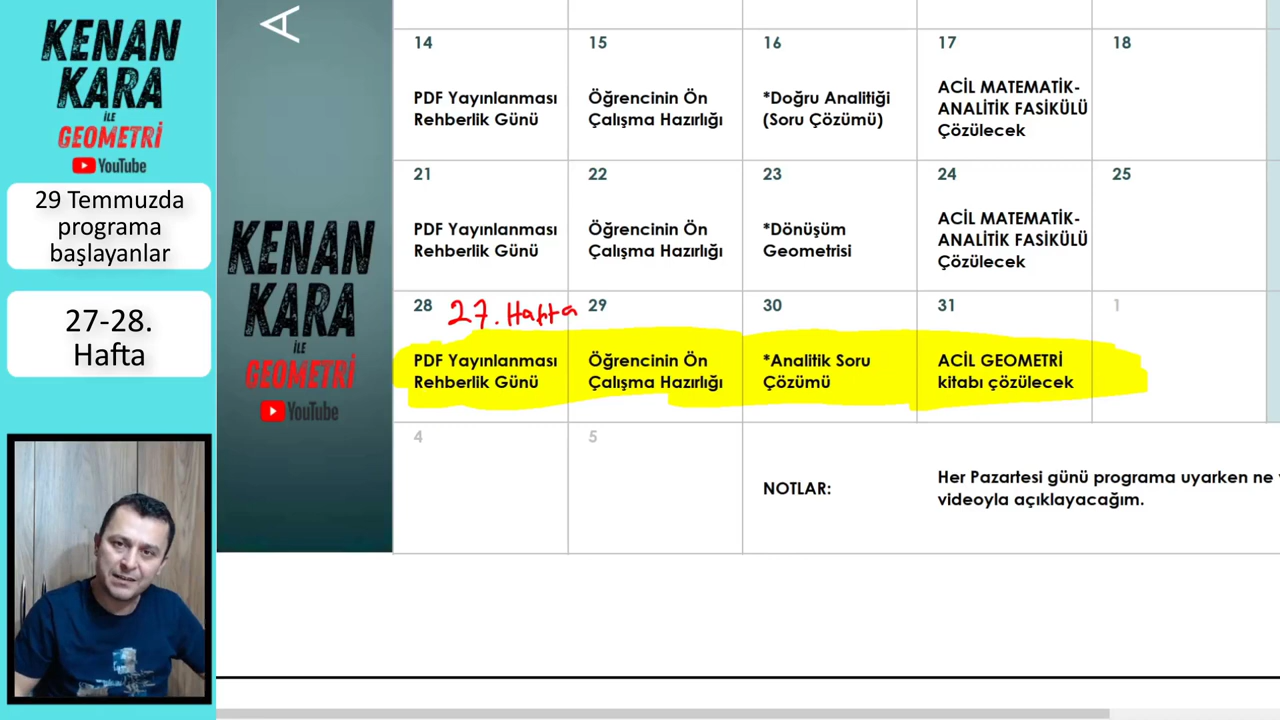 KENAN
KARA
İLE
GEOMETRİ
YouTube
29 Temmuzda
programa
başlayanlar
27-28.
Hafta
A
KENAN
KARA
İLE
GEOMETRİ
YouTube
14
PDF Yayınlanması
Rehberlik Günü
15
Öğrencinin Ön
Çalışma Hazırlığı
16
*Doğru Analitiği
(Soru Çözümü)
17
ACİL MATEMATİK-
ANALİTİK FASİKÜLÜ
Çözülecek
18
21
PDF Yayınlanması
Rehberlik Günü
22
Öğrencinin Ön
Çalışma Hazırlığı
23
*Dönüşüm
Geometrisi
24
ACİL MATEMATİK-
ANALİTİK FASİKÜLÜ
Çözülecek
25
28
27. Hafta
PDF Yayınlanması
Rehberlik Günü
29
Öğrencinin Ön
Çalışma Hazırlığı
30
*Analitik Soru
Çözümü
31
ACİL GEOMETRİ
kitabı çözülecek
1
4
5
NOTLAR:
Her Pazartesi günü programa uyarken ne
videoyla açıklayacağım.